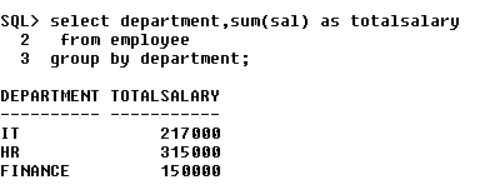 SQL> select department,sum(sal) as totalsalary
  2   from employee
  3  group by department;
DEPARTMENT TOTALSALARY
---------- -----------
IT              217000
HR              315000
FINANCE         150000